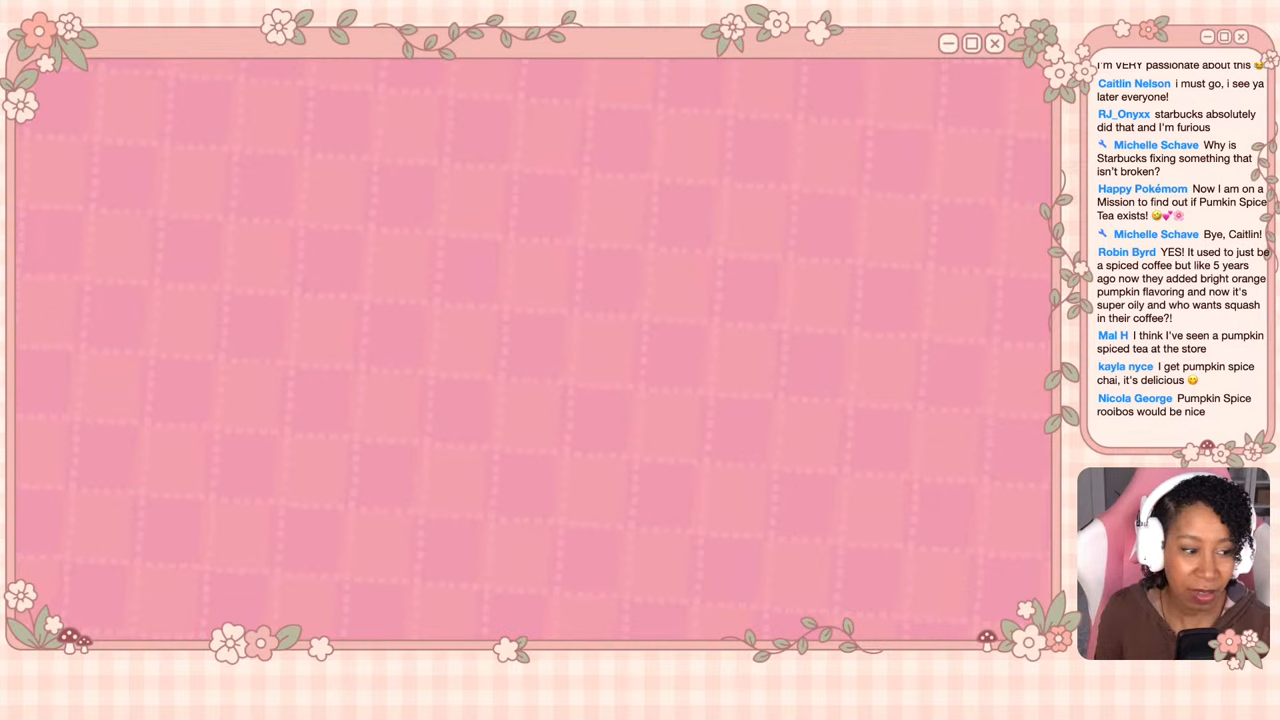 I'm VERY passionate about this 😂
Caitlin Nelson i must go, i see ya
later everyone!
RJ_Onyxx starbucks absolutely
did that and I'm furious
Michelle Schave Why is
Starbucks fixing something that
isn't broken?
Happy Pokémom Now I am on a
Mission to find out if Pumkin Spice
Tea exists! 🤣💕🌸
Michelle Schave Bye, Caitlin!
Robin Byrd YES! It used to just be
a spiced coffee but like 5 years
ago now they added bright orange
pumpkin flavoring and now it's
super oily and who wants squash
in their coffee?!
Mal H I think I've seen a pumpkin
spiced tea at the store
kayla nyce I get pumpkin spice
chai, it's delicious 😋
Nicola George Pumpkin Spice
rooibos would be nice